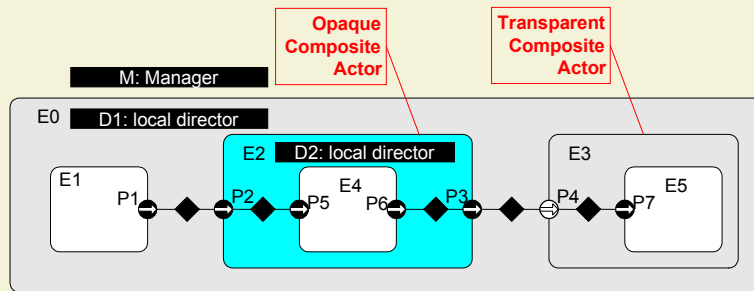 Opaque
Composite
Actor
Transparent
Composite
Actor
M: Manager
E0
D1: local director
E2
D2: local director
E3
E1
E4
E5
P1
P2
P5
P6
P3
P4
P7